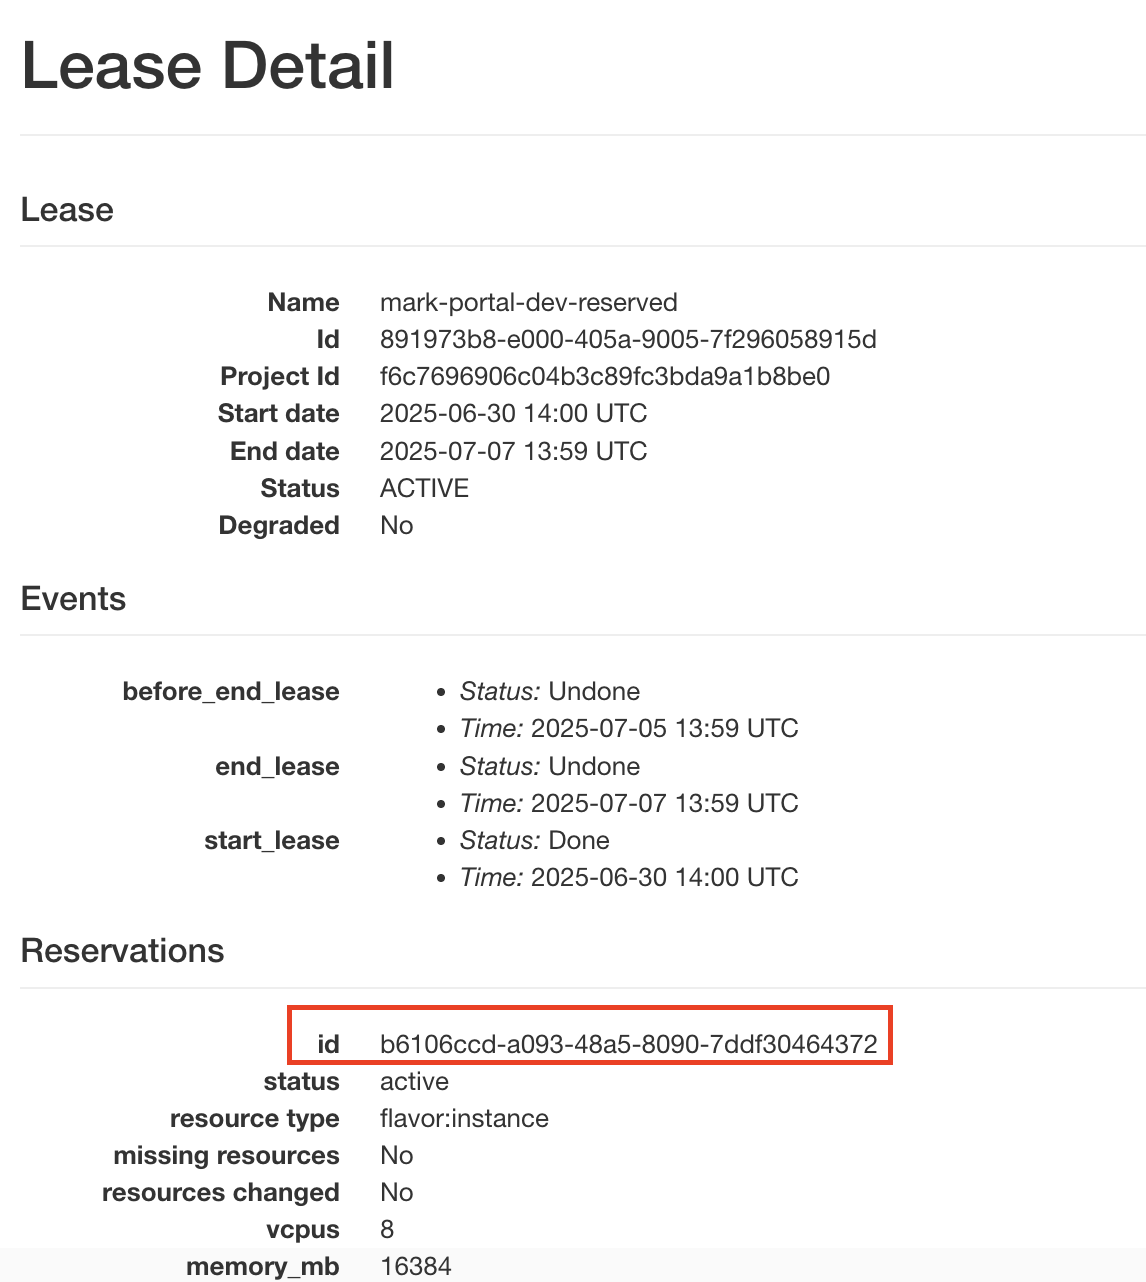 Lease Detail
Lease
Name mark-portal-dev-reserved
Id 891973b8-e000-405a-9005-7f296058915d
Project Id f6c7696906c04b3c89fc3bda9a1b8be0
Start date 2025-06-30 14:00 UTC
End date 2025-07-07 13:59 UTC
Status ACTIVE
Degraded No
Events
before_end_lease • Status: Undone
• Time: 2025-07-05 13:59 UTC
end_lease • Status: Undone
• Time: 2025-07-07 13:59 UTC
start_lease • Status: Done
• Time: 2025-06-30 14:00 UTC
Reservations
id b6106ccd-a093-48a5-8090-7ddf30464372
status active
resource type flavor:instance
missing resources No
resources changed No
vcpus 8
memory_mb 16384